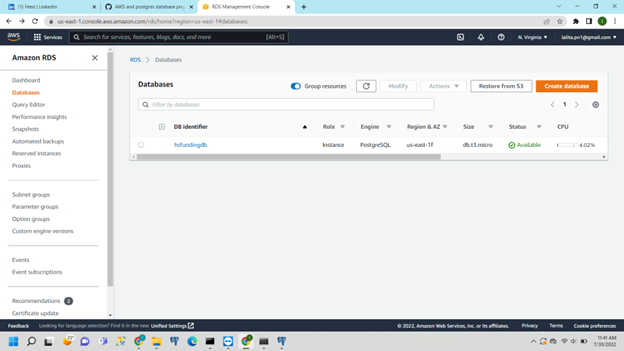 (1) Feed | LinkedIn
AWS and postgres database proj
RDS Management Console
us-east-1.console.aws.amazon.com/rds/home?region=us-east-1#databases:
aws
Services
Search for services, features, blogs, docs, and more
[Alt+S]
N. Virginia
lalita.pn1@gmail.com
Amazon RDS
Dashboard
Databases
Query Editor
Performance insights
Snapshots
Automated backups
Reserved instances
Proxies
Subnet groups
Parameter groups
Option groups
Custom engine versions
Events
Event subscriptions
Recommendations 2
Certificate update
RDS > Databases
Databases
Group resources
Modify
Actions
Restore from S3
Create database
Filter by databases
1
DB identifier
Role
Engine
Region & AZ
Size
Status
CPU
hsfundingdb
Instance
PostgreSQL
us-east-1f
db.t3.micro
Available
4.02%
Feedback
Looking for language selection? Find it in the new Unified Settings
© 2022, Amazon Web Services, Inc. or its affiliates.
Privacy
Terms
Cookie preferences
11:41 AM
7/30/2022